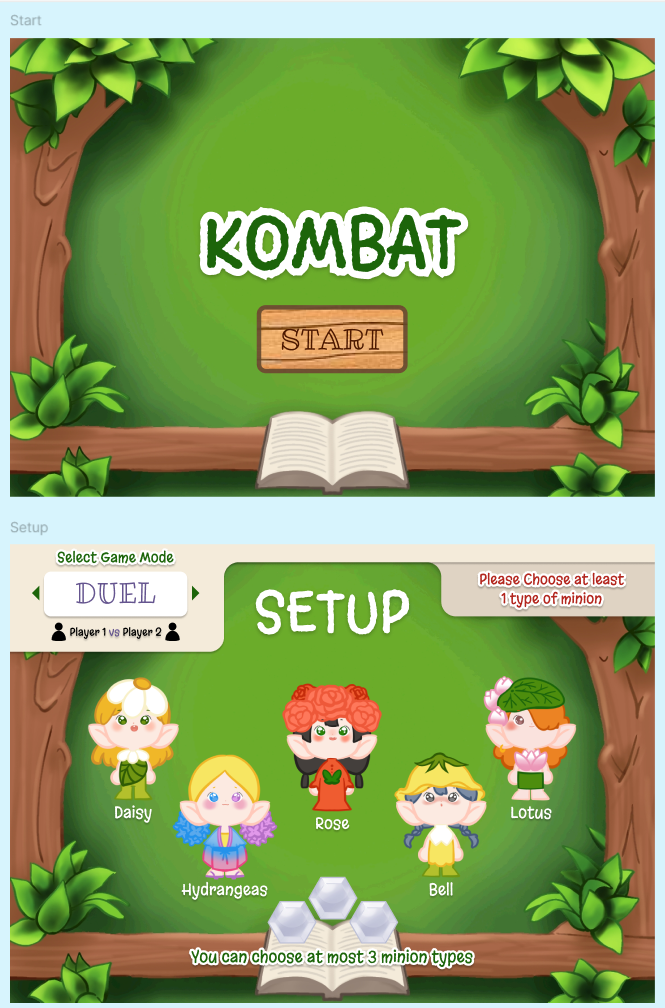 Start
KOMBAT
START
Setup
Select Game Mode
DUEL
Player 1 vs Player 2
SETUP
Please Choose at least
1 type of minion
Daisy
Hydrangeas
Rose
Bell
Lotus
You can choose at most 3 minion types